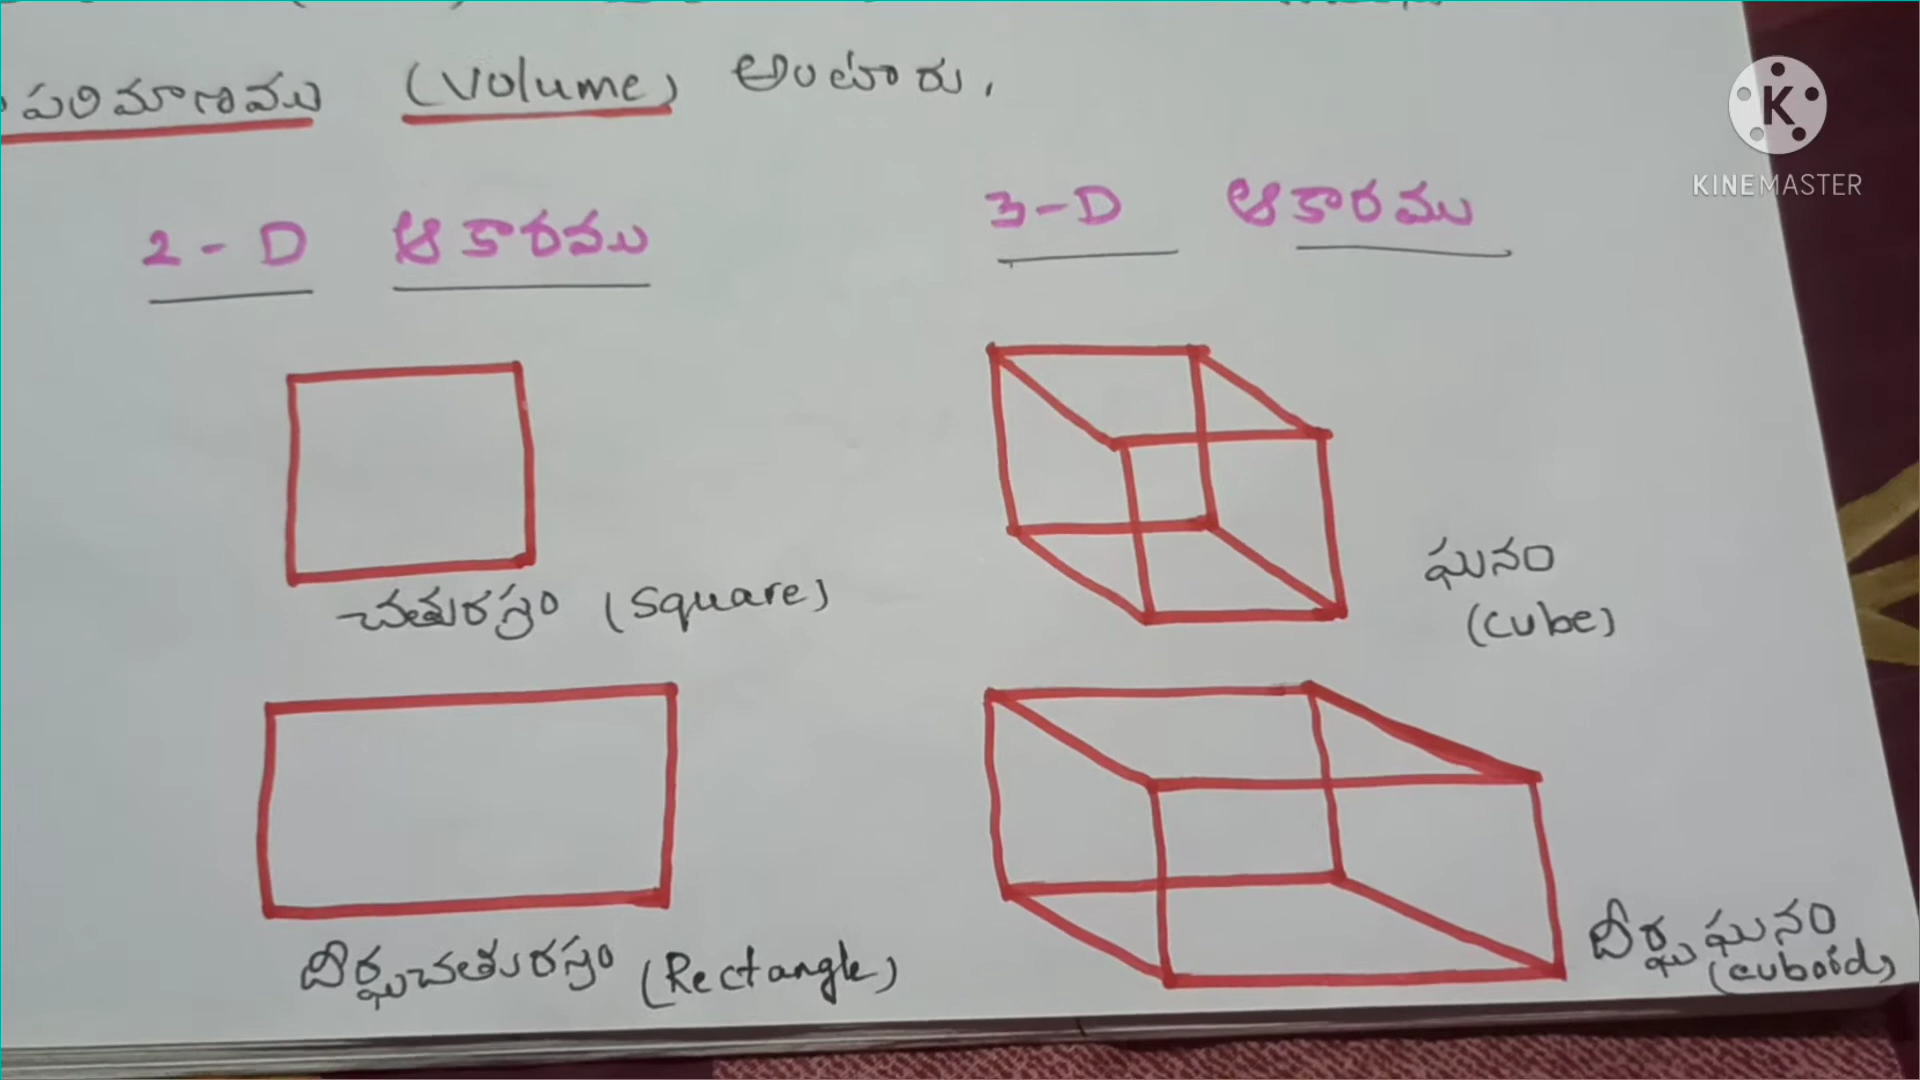 పరిమాణము (Volume) అంటారు.
2-D ఆకారము
3-D ఆకారము
చతురస్రం (Square)
ఘనం
(cube)
దీర్ఘచతురస్రం (Rectangle)
దీర్ఘఘనం
(cuboid)
K
KINEMASTER